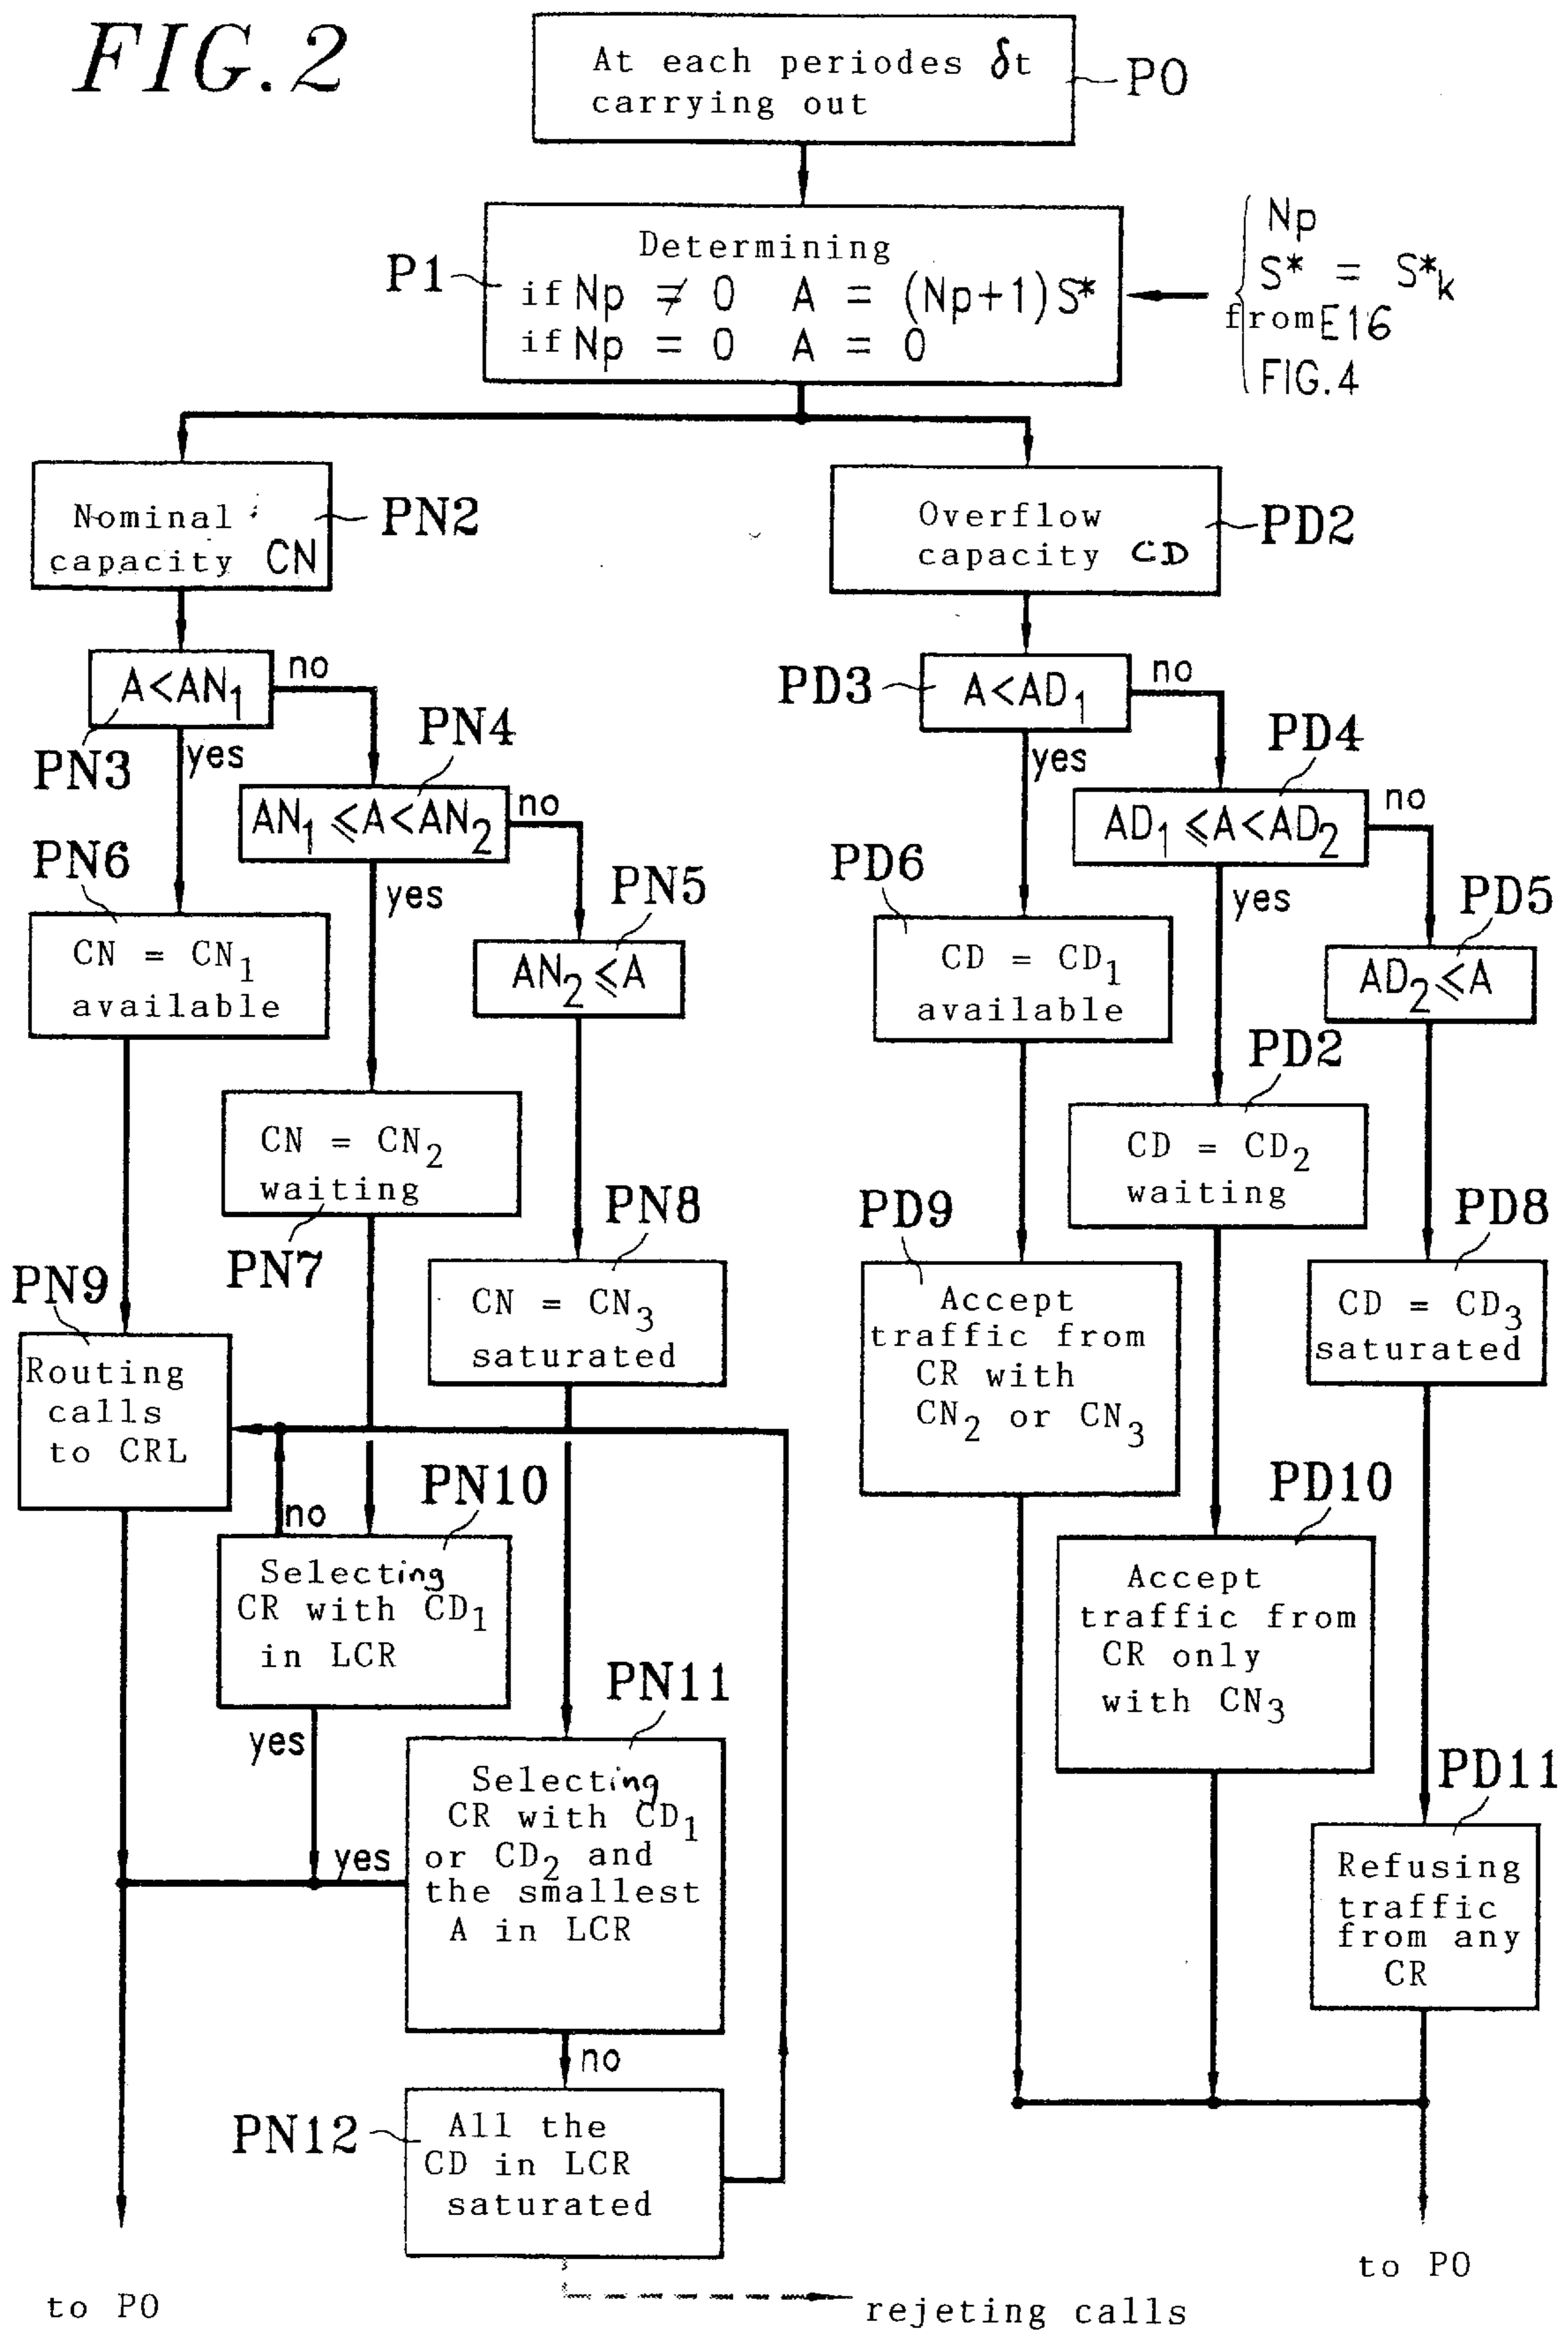 FIG. 2
At each periodes δt
carrying out
P0
Determining
if Np ≠ 0 A = (Np+1)S*
if Np = 0 A = 0
P1
Np
S* = S*k
from E16
FIG.4
Nominal
capacity CN
PN2
Overflow
capacity CD
PD2
A<AN1
no
PN3
yes
PN4
AN1 ⩽A<AN2
no
yes
PN5
AN2 ⩽A
PN6
CN = CN1
available
CN = CN2
waiting
PN7
PN8
CN = CN3
saturated
PN9
Routing
calls
to CRL
no
PN10
Selecting
CR with CD1
in LCR
yes
PN11
Selecting
CR with CD1
or CD2 and
the smallest
A in LCR
yes
no
PN12
All the
CD in LCR
saturated
to PO
rejeting calls
PD3
A<AD1
no
yes
PD4
AD1 ⩽A<AD2
no
yes
PD5
AD2⩽A
PD6
CD = CD1
available
PD2
CD = CD2
waiting
PD8
CD = CD3
saturated
PD9
Accept
traffic from
CR with
CN2 or CN3
PD10
Accept
traffic from
CR only
with CN3
PD11
Refusing
traffic
from any
CR
to PO